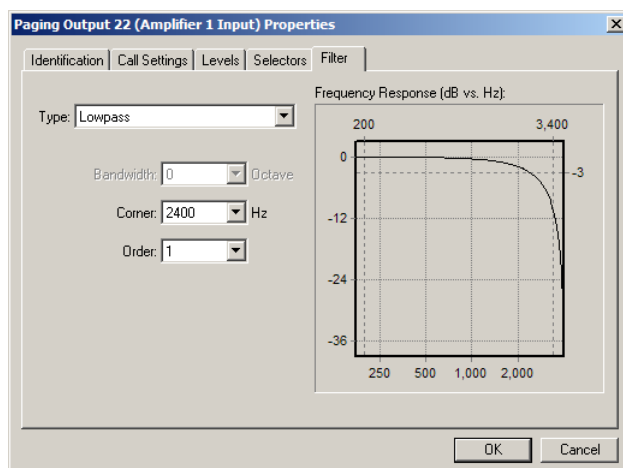 Paging Output 22 (Amplifier 1 Input) Properties
Identification Call Settings Levels Selectors Filter
Type: Lowpass
Bandwidth: 0 Octave
Corner: 2400 Hz
Order: 1
Frequency Response (dB vs. Hz):
200 3,400
0
-3
-12
-24
-36
250 500 1,000 2,000
OK Cancel